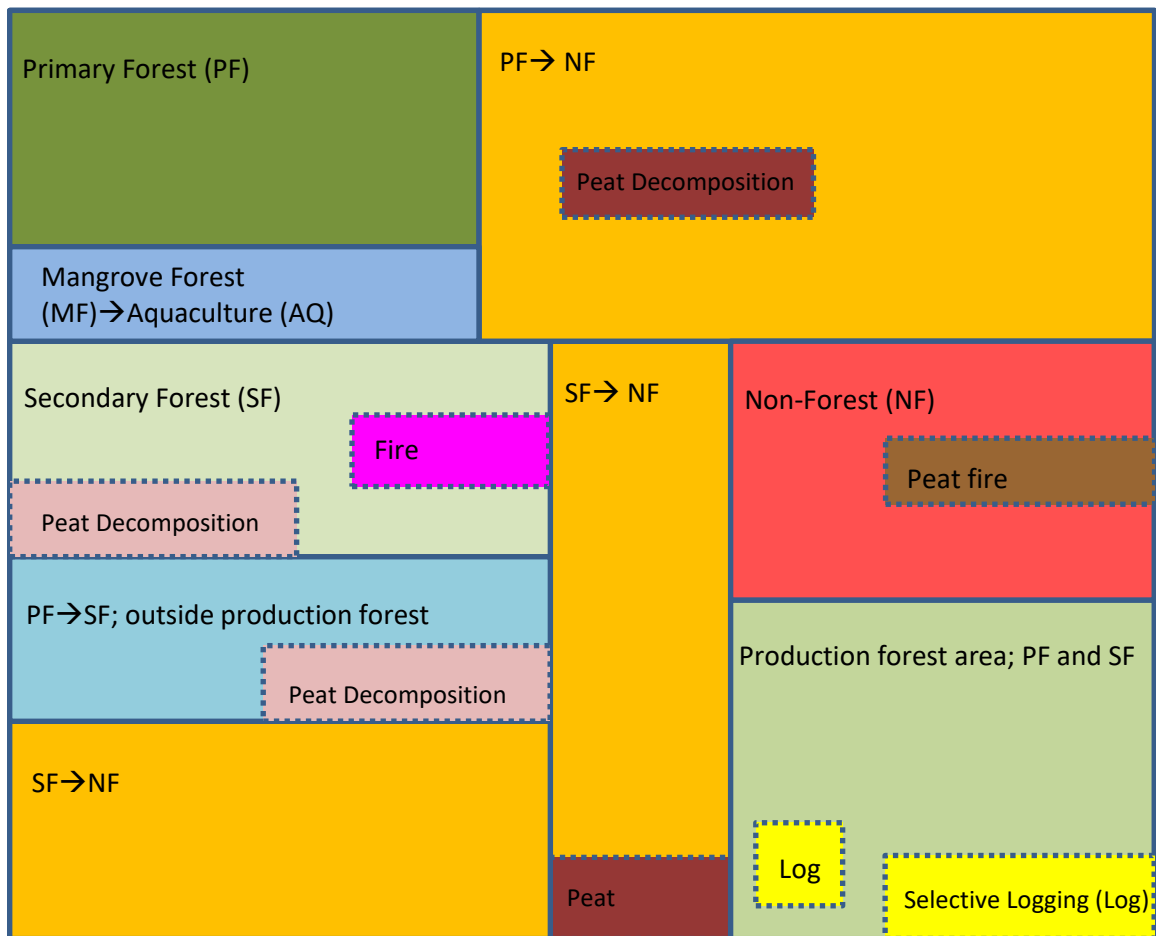 Primary Forest (PF)
PF→ NF
Peat Decomposition
Mangrove Forest
(MF)→Aquaculture (AQ)
Secondary Forest (SF)
Fire
Peat Decomposition
SF→ NF
Non-Forest (NF)
Peat fire
PF→SF; outside production forest
Peat Decomposition
Production forest area; PF and SF
SF→NF
Peat
Log
Selective Logging (Log)